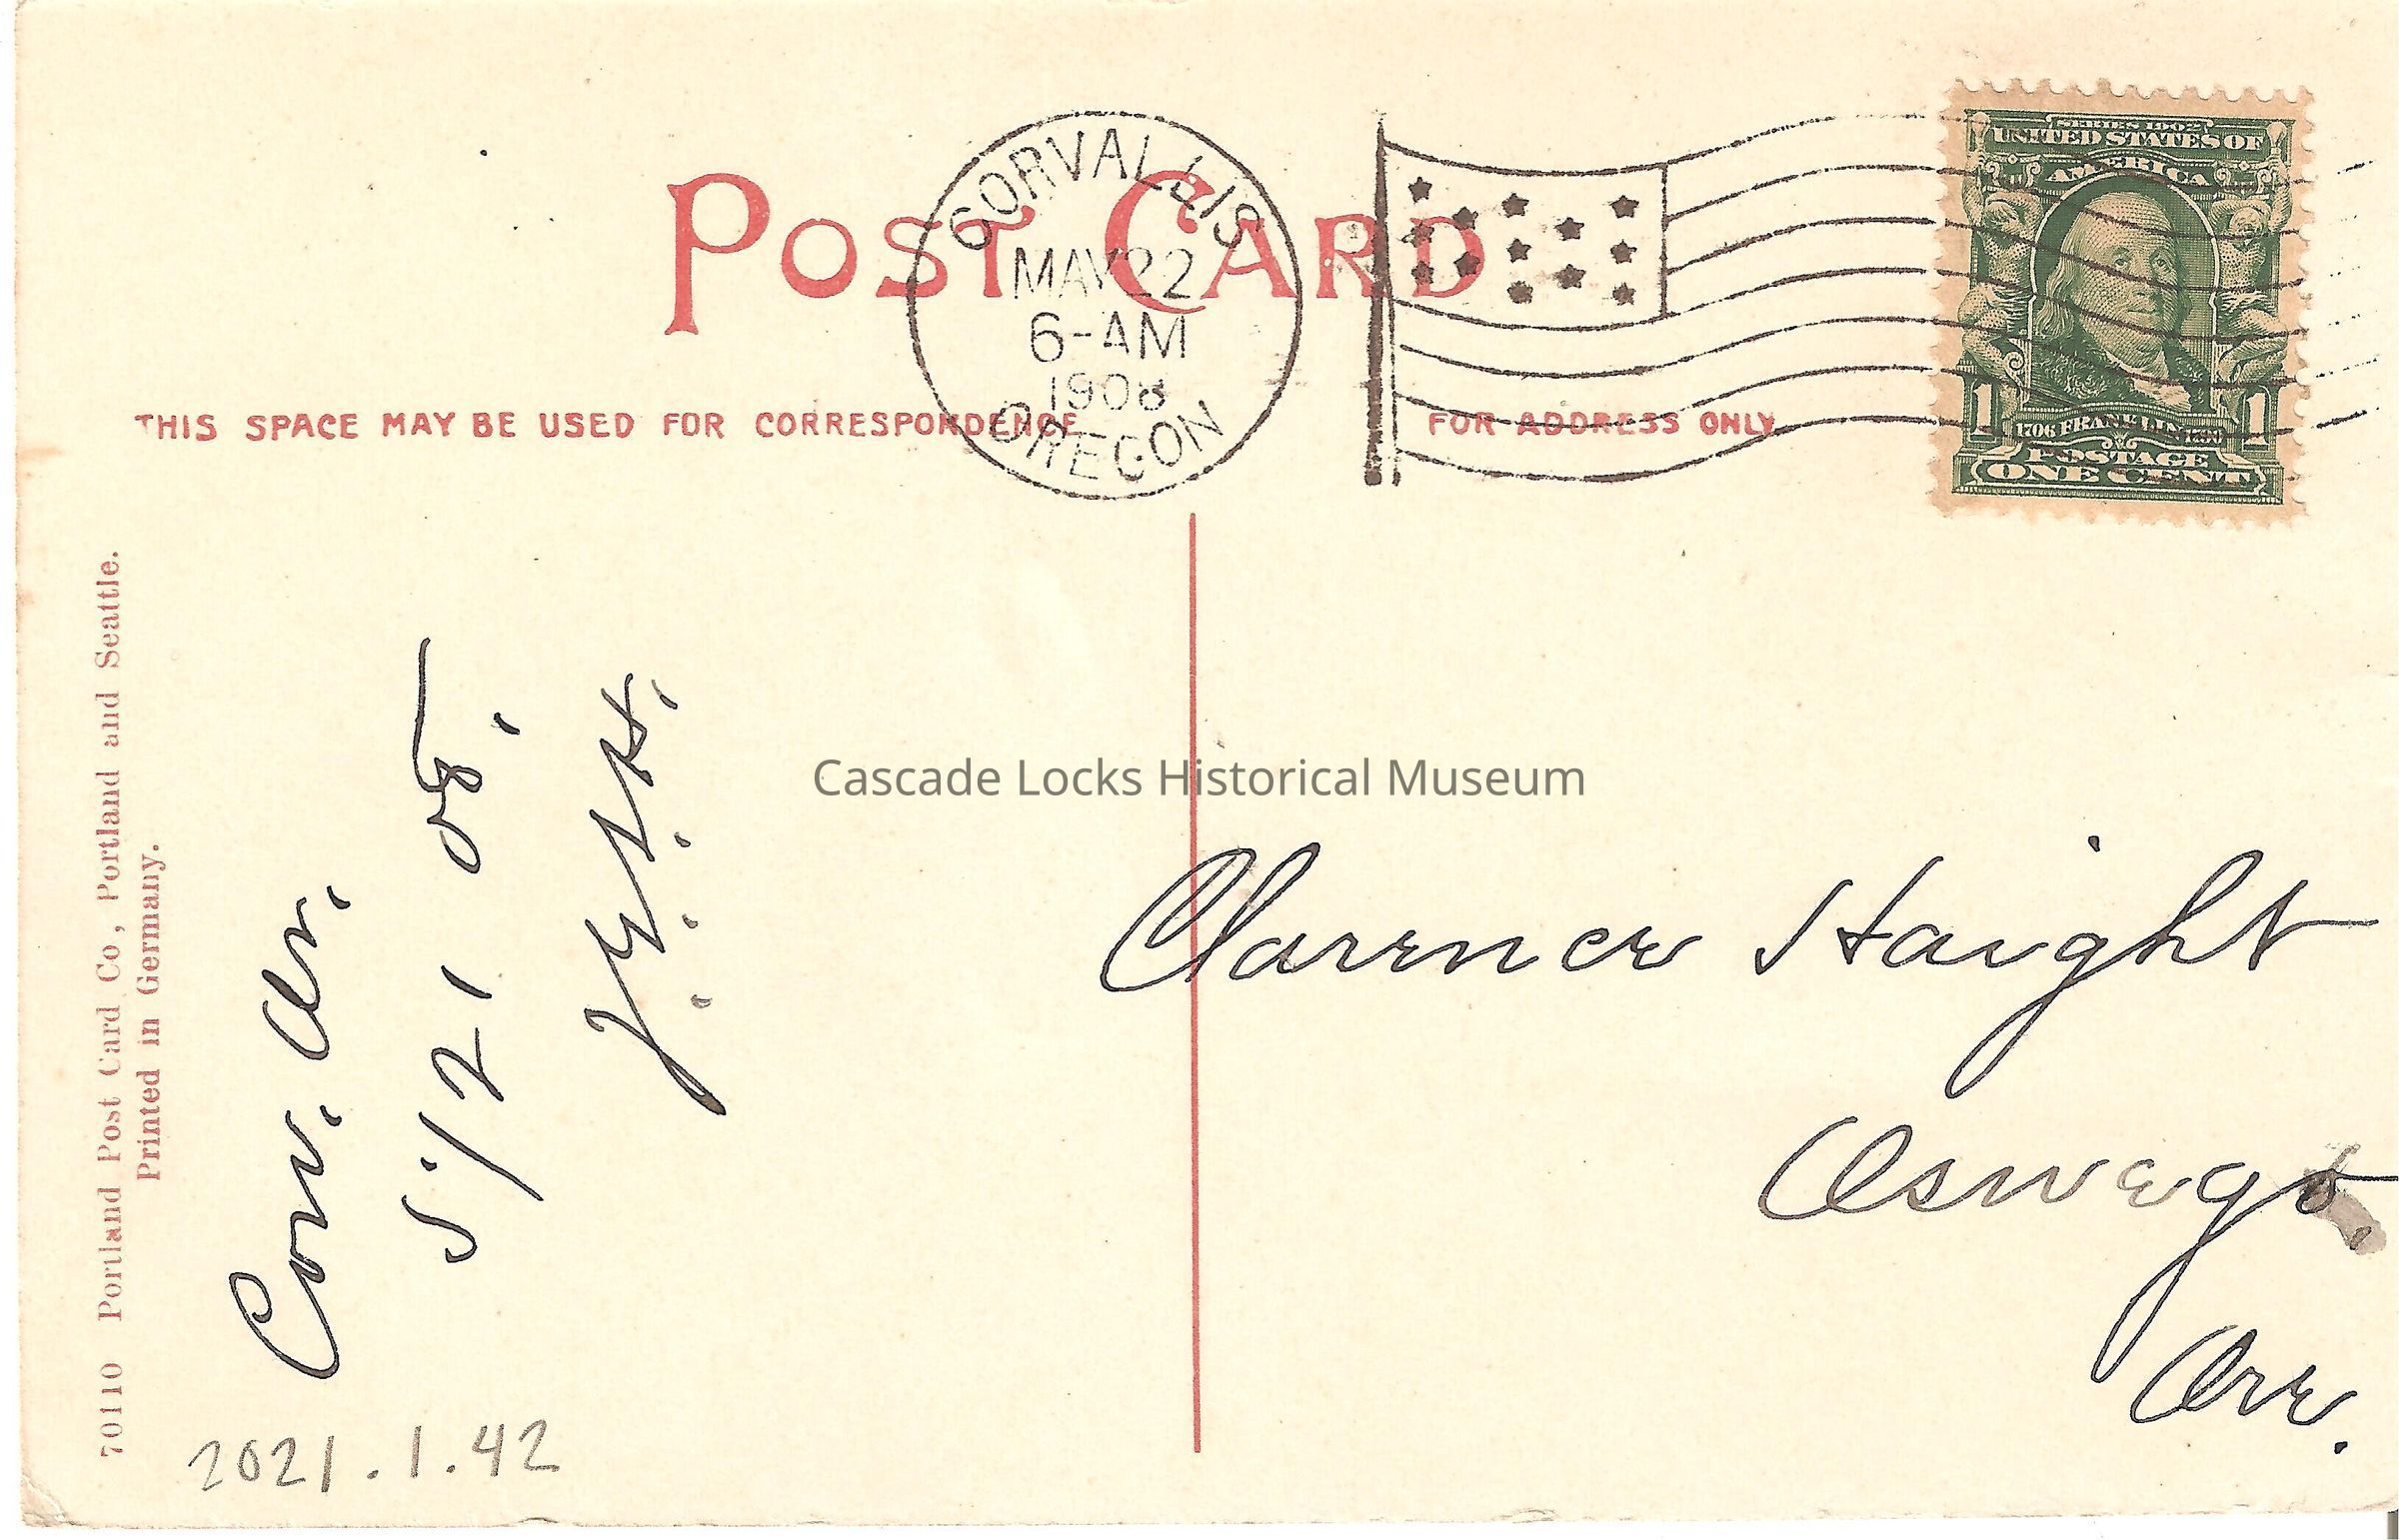 POST CARD
CORVALLIS
MAY 22
6-AM
1908
OREGON
SERIES 1902
UNITED STATES OF
AMERICA
1 1
1706 FRANKLIN 1790
POSTAGE
ONE CENT
THIS SPACE MAY BE USED FOR CORRESPONDENCE
FOR ADDRESS ONLY
70110 Portland Post Card Co, Portland and Seattle.
Printed in Germany.
Corv. Or.
5/21, 08.
Cascade Locks Historical Museum
Clarence Haight
Oswego.
Ore.
2021.1.42